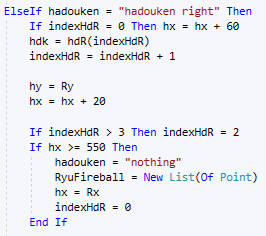 ElseIf hadouken = "hadouken right" Then
If indexHdR = 0 Then hx = hx + 60
hdk = hdR(indexHdR)
indexHdR = indexHdR + 1
hy = Ry
hx = hx + 20
If indexHdR > 3 Then indexHdR = 2
If hx >= 550 Then
hadouken = "nothing"
RyuFireball = New List(Of Point)
hx = Rx
indexHdR = 0
End If